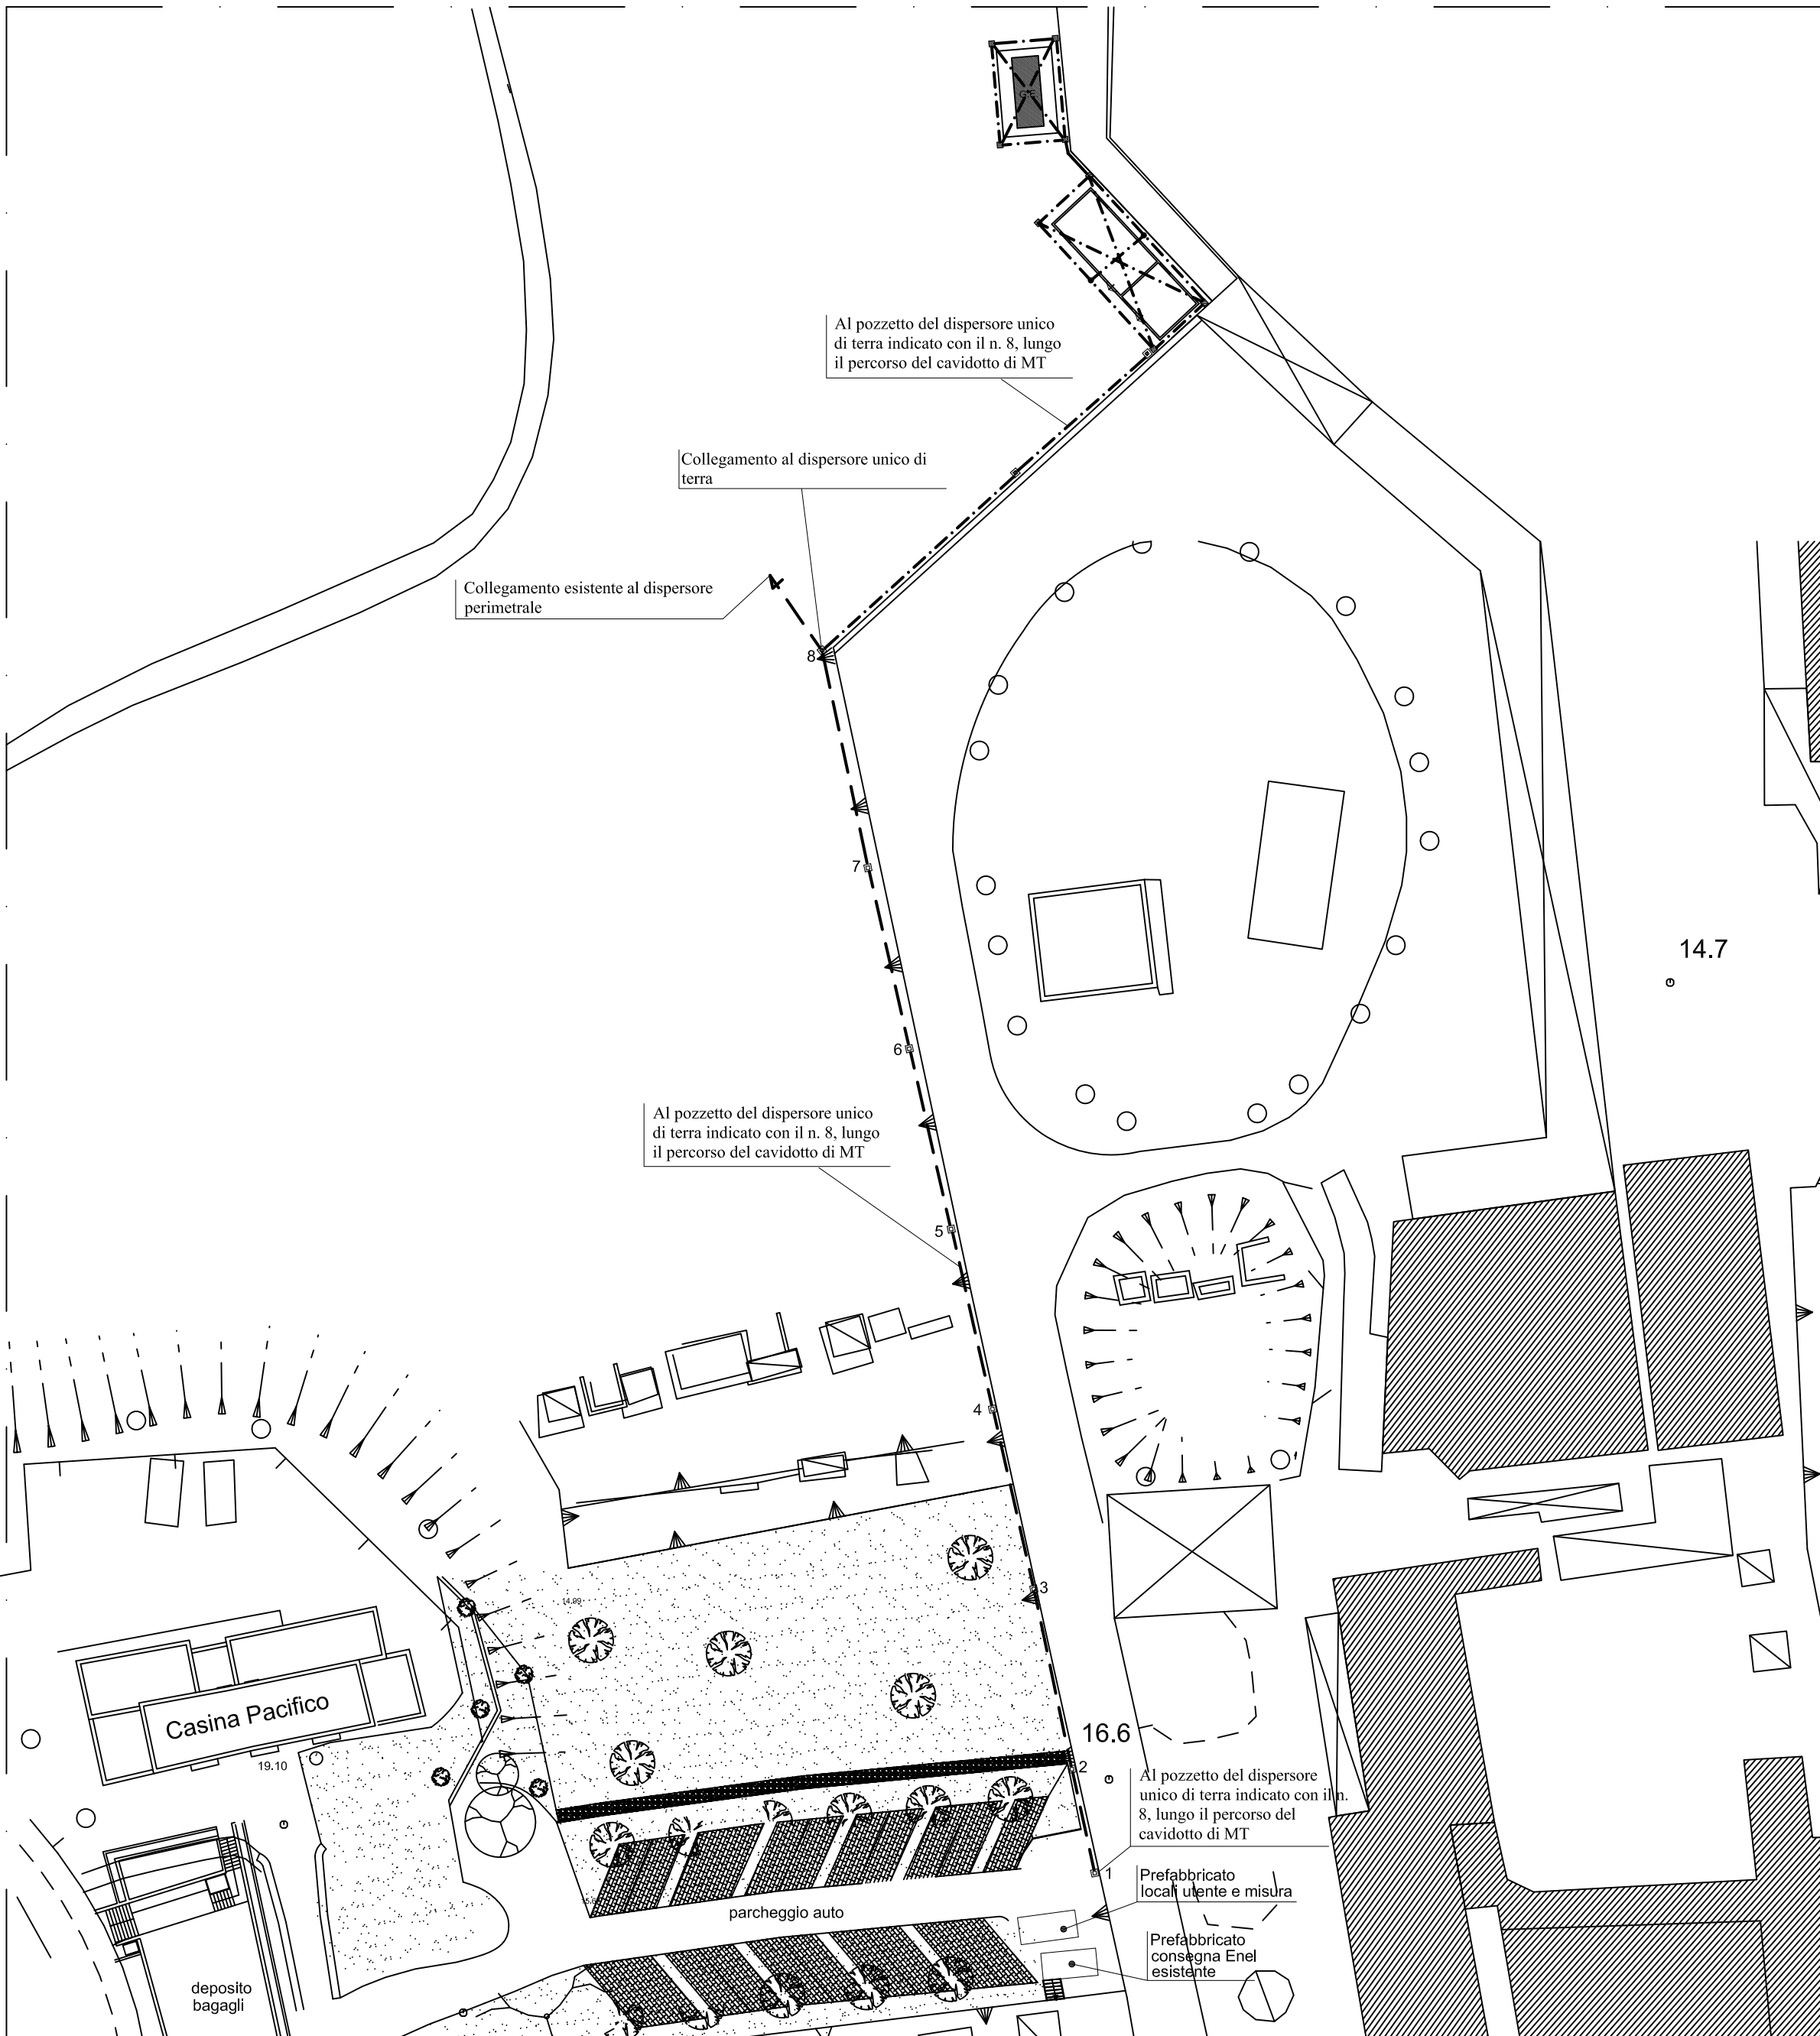 G.E.
Al pozzetto del dispersore unico
di terra indicato con il n. 8, lungo
il percorso del cavidotto di MT
Collegamento al dispersore unico di
terra
Collegamento esistente al dispersore
perimetrale
8
7
14.7
6
Al pozzetto del dispersore unico
di terra indicato con il n. 8, lungo
il percorso del cavidotto di MT
5
4
3
14.99
Casina Pacifico
16.6
19.10
2
Al pozzetto del dispersore
unico di terra indicato con il n.
8, lungo il percorso del
cavidotto di MT
1
Prefabbricato
locali utente e misura
parcheggio auto
Prefabbricato
consegna Enel
esistente
deposito
bagagli